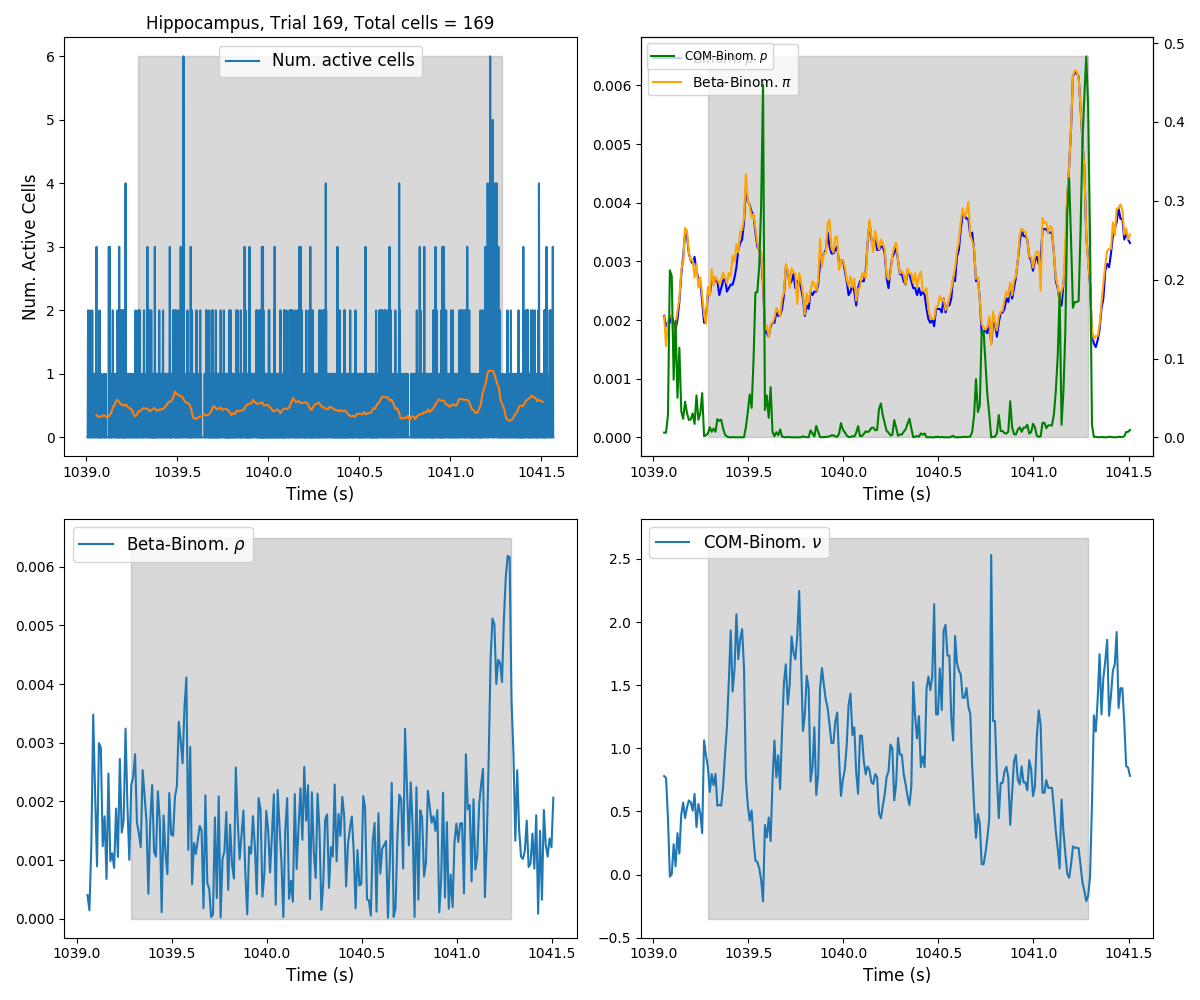 Hippocampus, Trial 169, Total cells = 169
Num. active cells
Num. Active Cells
6
5
4
3
2
1
0
1039.0 1039.5 1040.0 1040.5 1041.0 1041.5
Time (s)
COM-Binom. p
Beta-Binom. π
0.006
0.005
0.004
0.003
0.002
0.001
0.000
0.5
0.4
0.3
0.2
0.1
0.0
1039.0 1039.5 1040.0 1040.5 1041.0 1041.5
Time (s)
Beta-Binom. ρ
0.006
0.005
0.004
0.003
0.002
0.001
0.000
1039.0 1039.5 1040.0 1040.5 1041.0 1041.5
Time (s)
COM-Binom. ν
2.5
2.0
1.5
1.0
0.5
0.0
−0.5
1039.0 1039.5 1040.0 1040.5 1041.0 1041.5
Time (s)